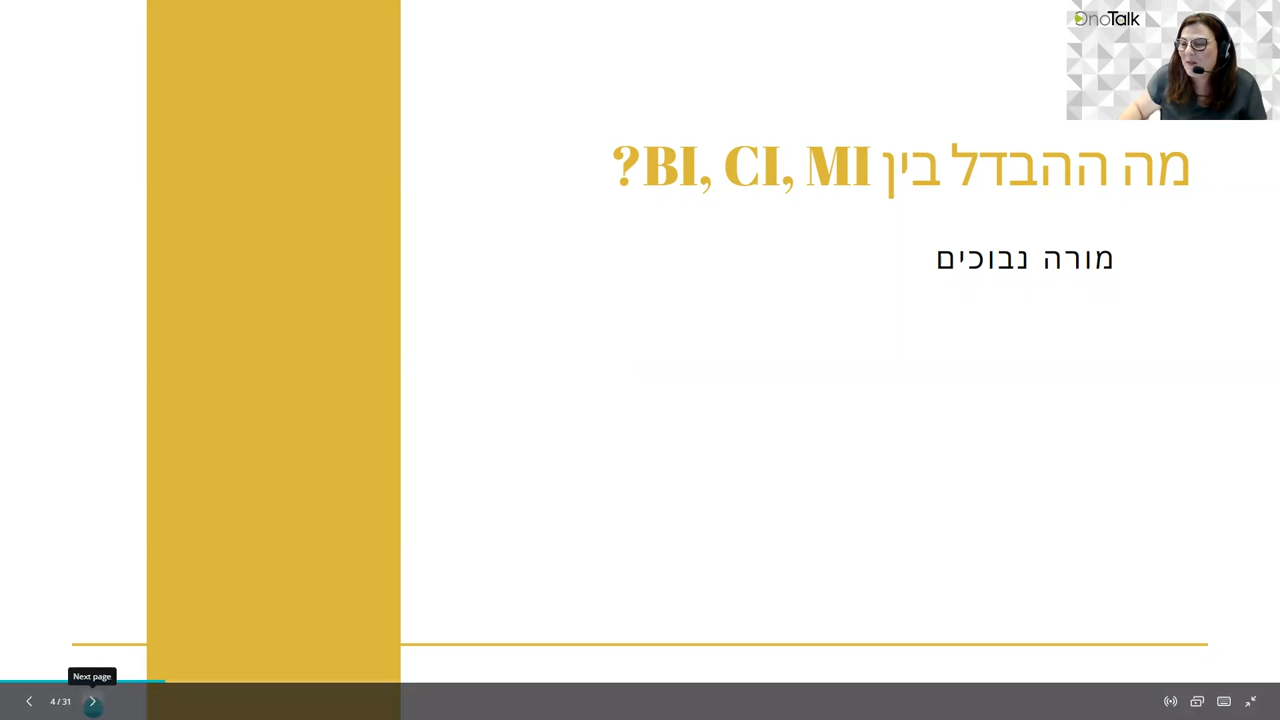 OnoTalk
מה ההבדל בין BI, CI, MI?
מורה נבוכים
Next page
4 / 31